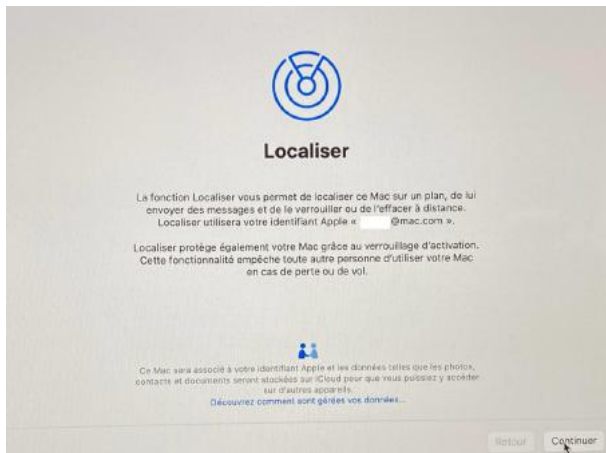 Localiser
La fonction Localiser vous permet de localiser ce Mac sur un plan, de lui
envoyer des messages et de le verrouiller ou de l'effacer à distance.
Localiser utilisera votre identifiant Apple « @mac.com ».
Localiser protège également votre Mac grâce au verrouillage d'activation.
Cette fonctionnalité empêche toute autre personne d'utiliser votre Mac
en cas de perte ou de vol.
Ce Mac sera associé à votre identifiant Apple et les données telles que les photos,
contacts et documents seront stockées sur iCloud pour que vous puissiez y accéder
sur d'autres appareils.
Découvrez comment sont gérées vos données...
Retour Continuer